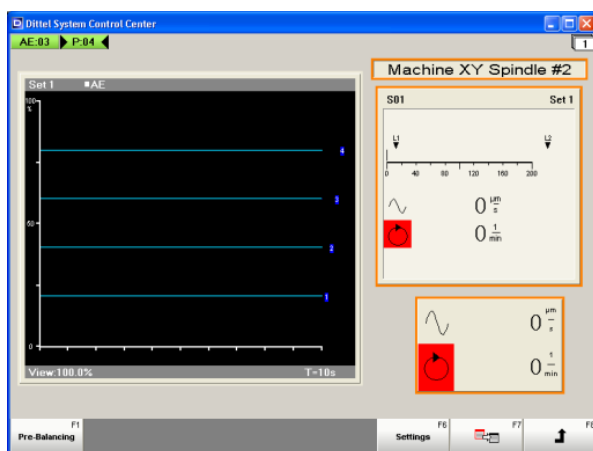 Dittel System Control Center
AE:03 P:04
1
Machine XY Spindle #2
Set 1 ■AE
100
%
4
3
50
2
1
0
View:100.0% T=10s
S01 Set 1
L1 L2
0 40 80 120 160 200
0 µm/s
0 1/min
0 µm/s
0 1/min
F1 F6 F7 F8
Pre-Balancing Settings